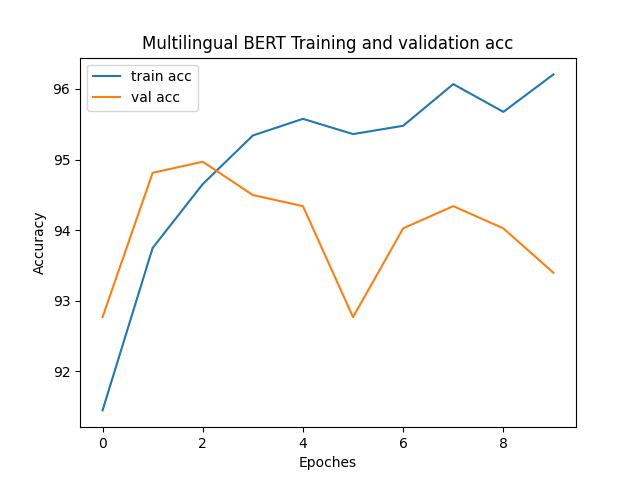 Multilingual BERT Training and validation acc
train acc
val acc
96
95
94
93
92
Accuracy
0 2 4 6 8
Epoches